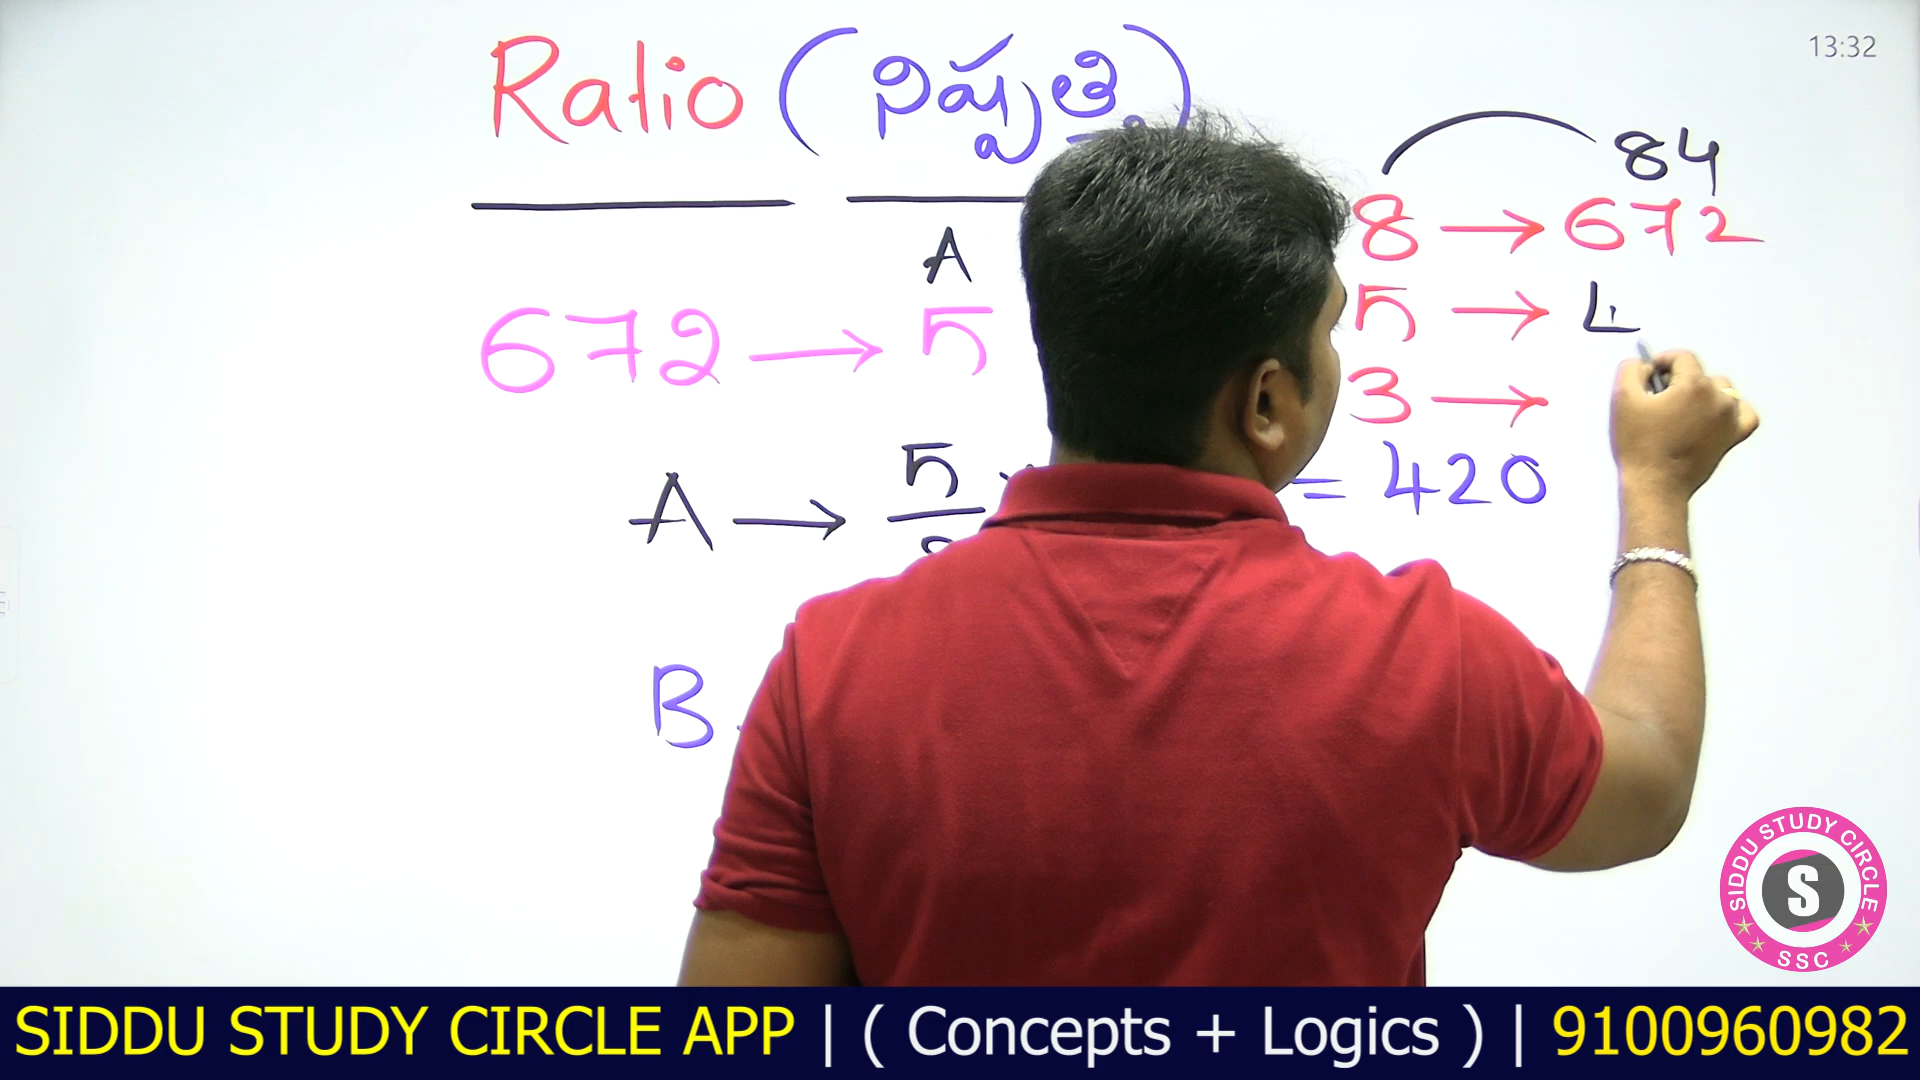 13:32
Ratio (నిష్పత్తి)
84
8 → 672
A
5 → 4
672 → 5
3 →
A → 5
= 420
B
SIDDU STUDY CIRCLE
S
SSC
SIDDU STUDY CIRCLE APP | ( Concepts + Logics ) | 9100960982